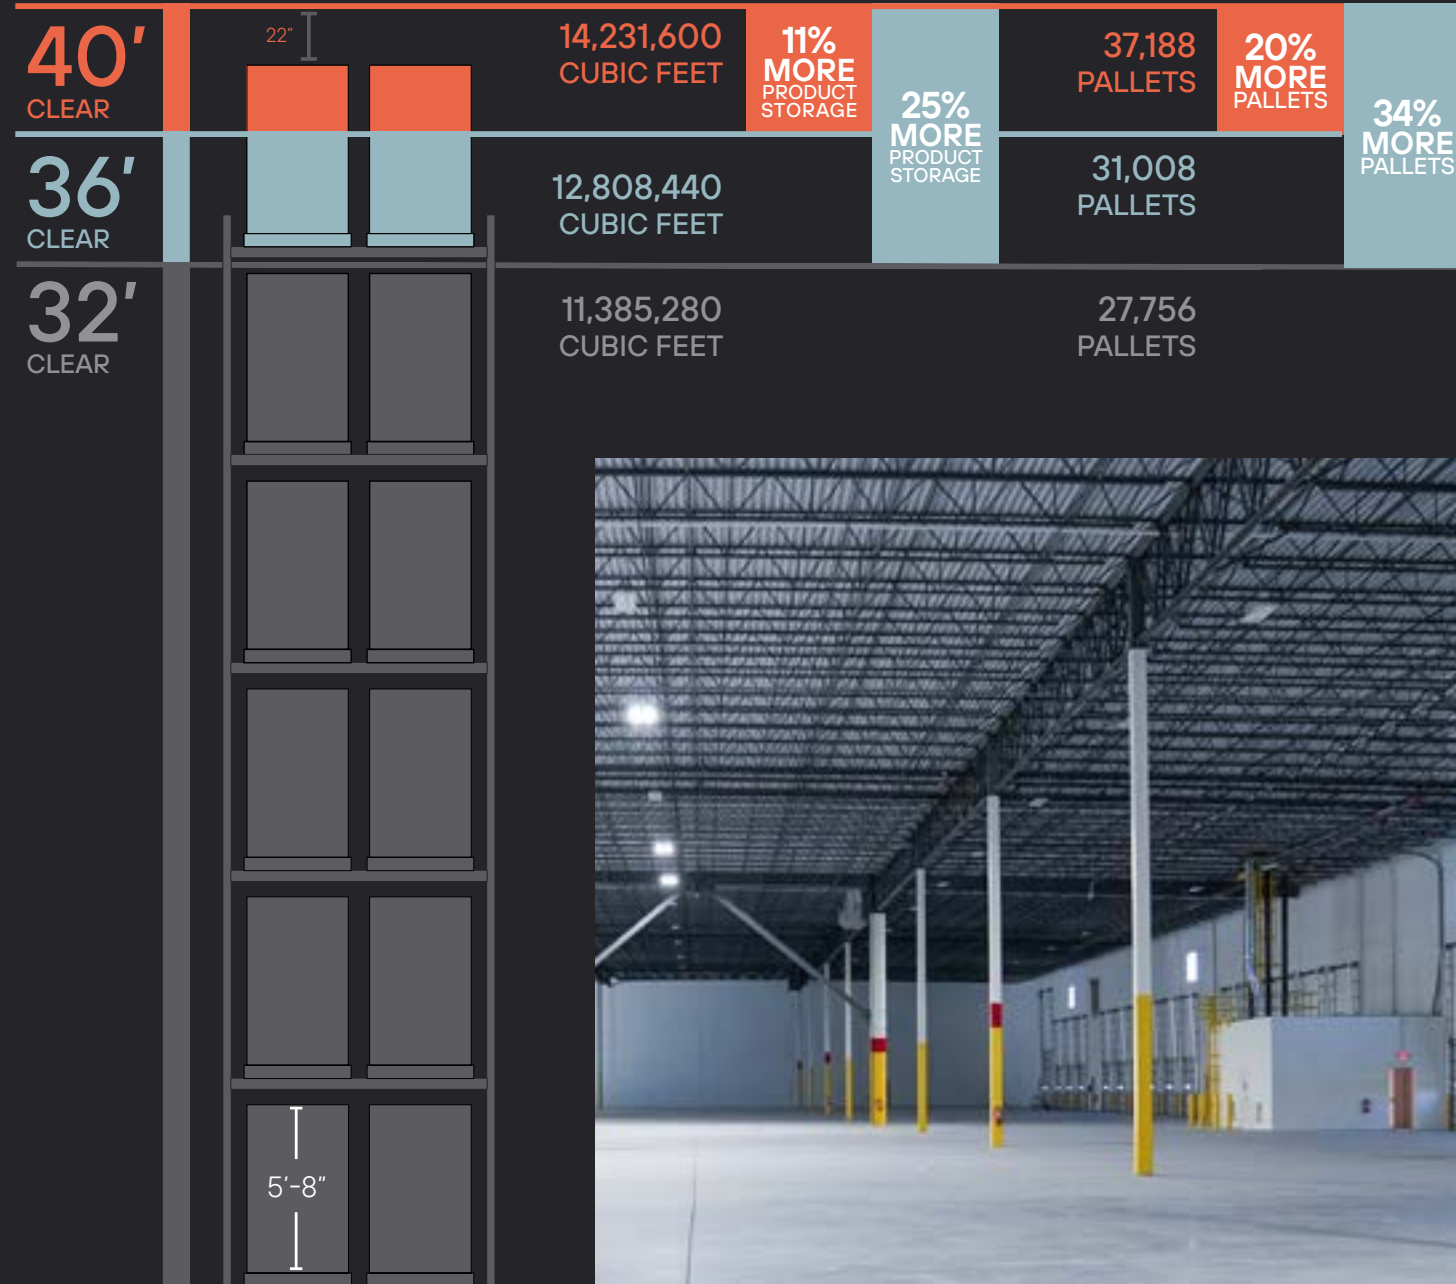 40'
CLEAR
22"
14,231,600
CUBIC FEET
11%
MORE
PRODUCT
STORAGE
25%
MORE
PRODUCT
STORAGE
37,188
PALLETS
20%
MORE
PALLETS
34%
MORE
PALLETS
36'
CLEAR
12,808,440
CUBIC FEET
31,008
PALLETS
32'
CLEAR
11,385,280
CUBIC FEET
27,756
PALLETS
5'-8"